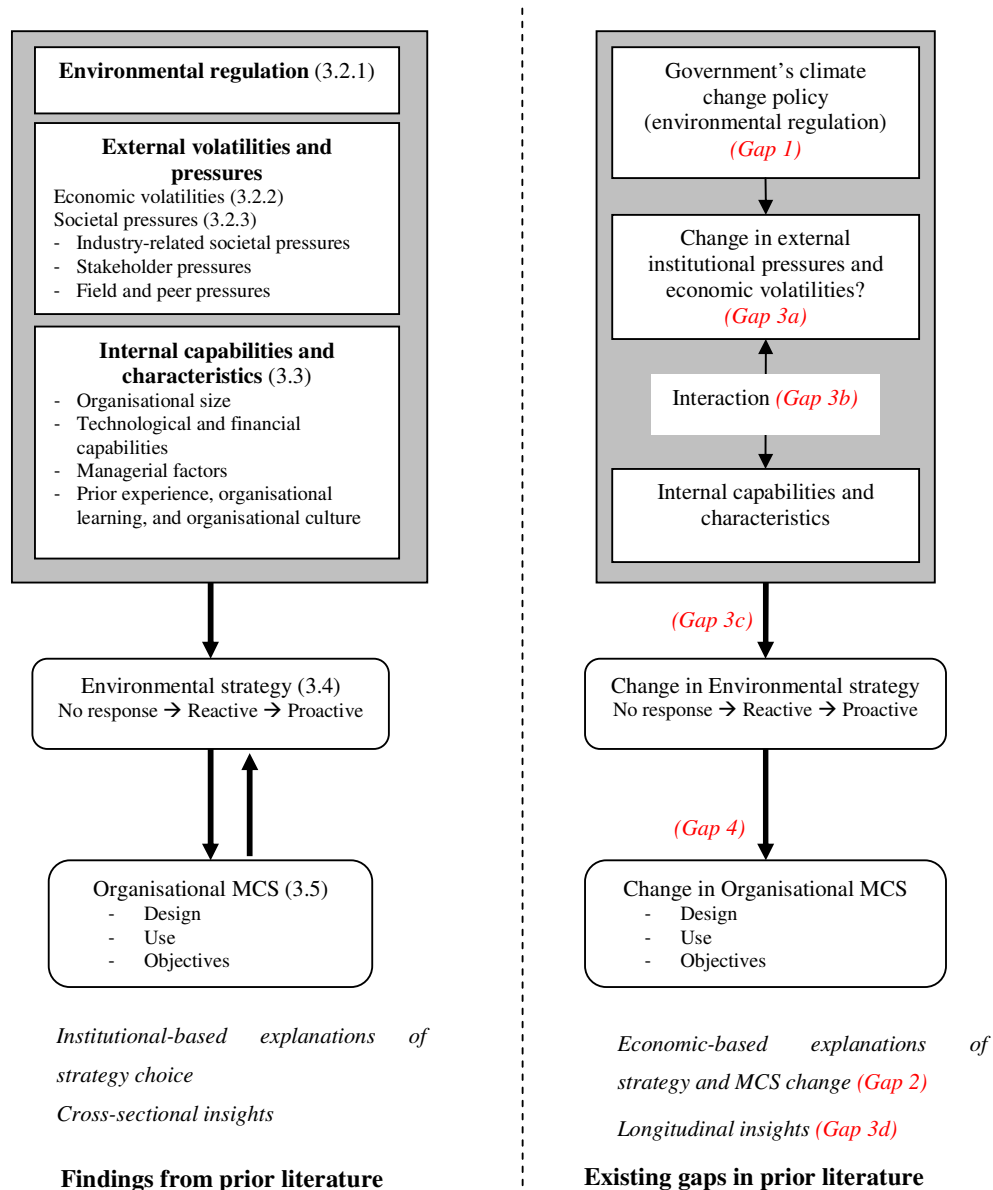 Environmental regulation (3.2.1)
External volatilities and
pressures
Economic volatilities (3.2.2)
Societal pressures (3.2.3)
- Industry-related societal pressures
- Stakeholder pressures
- Field and peer pressures
Internal capabilities and
characteristics (3.3)
- Organisational size
- Technological and financial
capabilities
- Managerial factors
- Prior experience, organisational
learning, and organisational culture
Environmental strategy (3.4)
No response → Reactive → Proactive
Organisational MCS (3.5)
- Design
- Use
- Objectives
Institutional-based explanations of
strategy choice
Cross-sectional insights
Findings from prior literature
Government's climate
change policy
(environmental regulation)
(Gap 1)
Change in external
institutional pressures and
economic volatilities?
(Gap 3a)
Interaction (Gap 3b)
Internal capabilities and
characteristics
(Gap 3c)
Change in Environmental strategy
No response → Reactive → Proactive
(Gap 4)
Change in Organisational MCS
- Design
- Use
- Objectives
Economic-based explanations of
strategy and MCS change (Gap 2)
Longitudinal insights (Gap 3d)
Existing gaps in prior literature